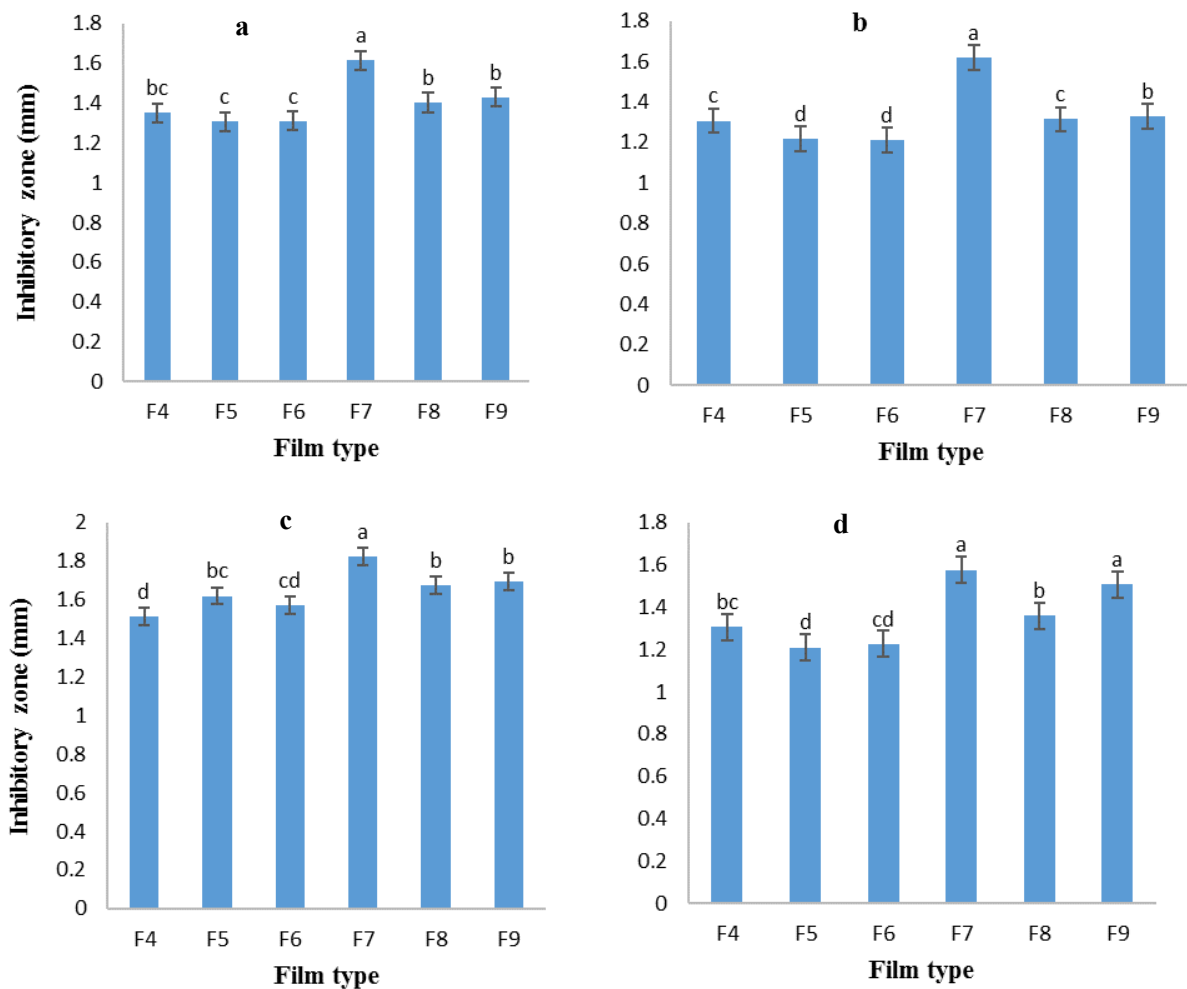 a
1.8
1.6
1.4
1.2
1
0.8
0.6
0.4
0.2
0
Inhibitory zone (mm)
bc c c a b b
F4 F5 F6 F7 F8 F9
Film type
b
1.8
1.6
1.4
1.2
1
0.8
0.6
0.4
0.2
0
c d d a c b
F4 F5 F6 F7 F8 F9
Film type
c
2
1.8
1.6
1.4
1.2
1
0.8
0.6
0.4
0.2
0
Inhibitory zone (mm)
d bc cd a b b
F4 F5 F6 F7 F8 F9
Film type
d
1.8
1.6
1.4
1.2
1
0.8
0.6
0.4
0.2
0
bc d cd a b a
F4 F5 F6 F7 F8 F9
Film type